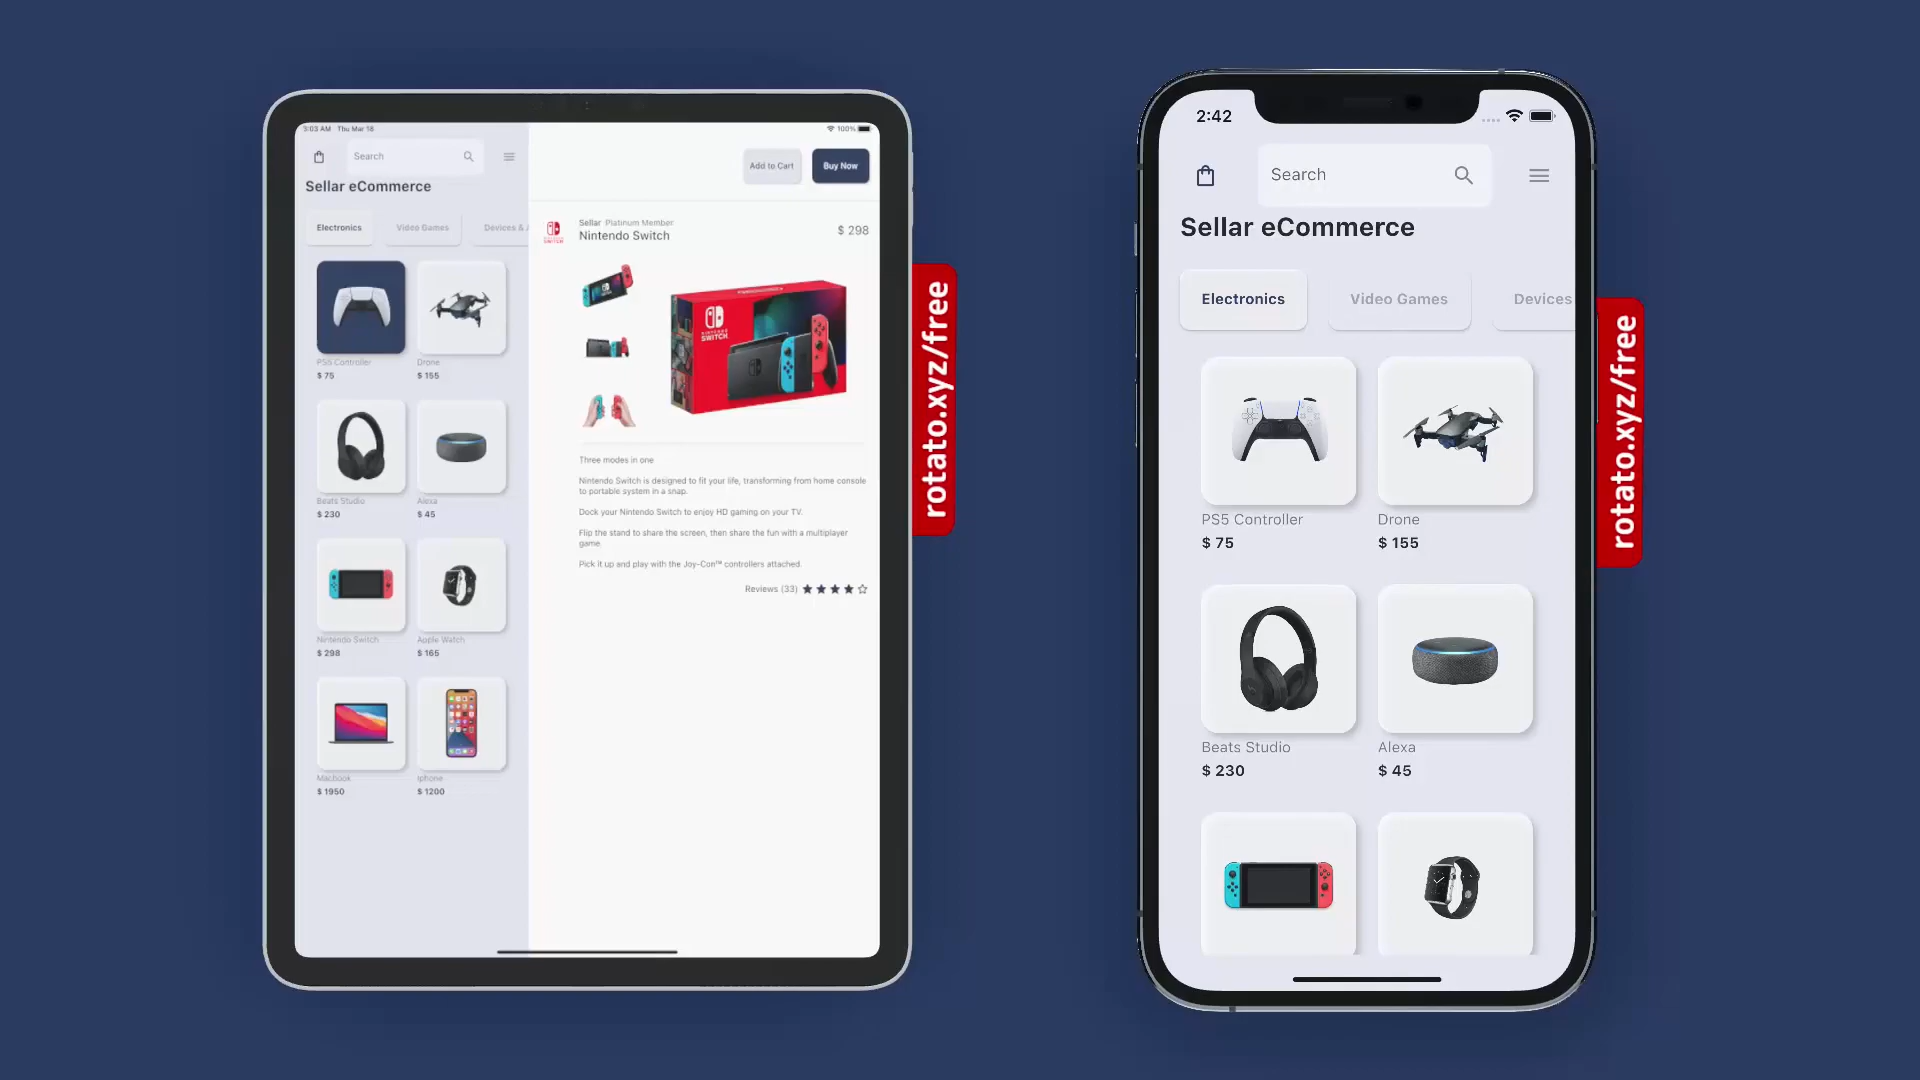 3:03 AM Thu Mar 18
100%
Search
Sellar eCommerce
Electronics
Video Games
Devices &
PS5 Controller
$ 75
Drone
$ 155
Beats Studio
$ 230
Alexa
$ 45
Nintendo Switch
$ 298
Apple Watch
$ 165
Macbook
$ 1950
Iphone
$ 1200
Add to Cart
Buy Now
NINTENDO
SWITCH
Sellar Platinum Member
Nintendo Switch
$ 298
NINTENDO
SWITCH
Three modes in one
Nintendo Switch is designed to fit your life, transforming from home console
to portable system in a snap.
Dock your Nintendo Switch to enjoy HD gaming on your TV.
Flip the stand to share the screen, then share the fun with a multiplayer
game.
Pick it up and play with the Joy-Con™ controllers attached.
Reviews (33)
rotato.xyz/free
2:42
Search
Sellar eCommerce
Electronics
Video Games
Devices
PS5 Controller
$ 75
Drone
$ 155
Beats Studio
$ 230
Alexa
$ 45
rotato.xyz/free